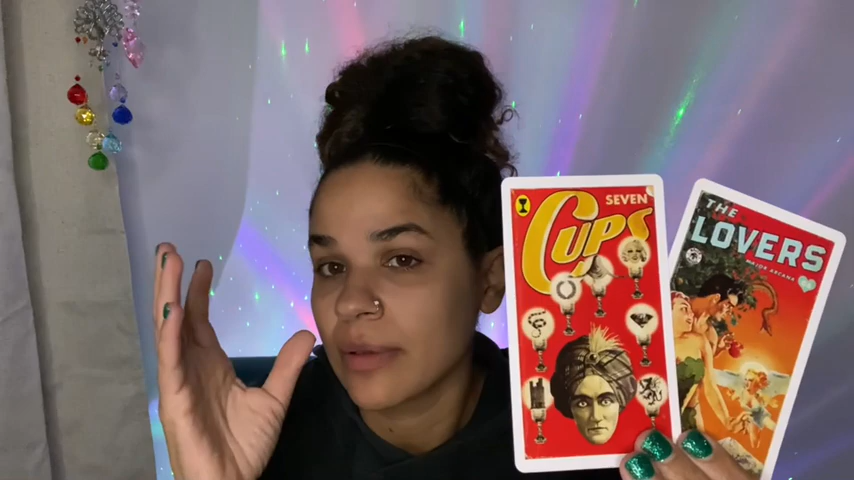 SEVEN
Cups
THE
LOVERS
MAJOR ARCANA